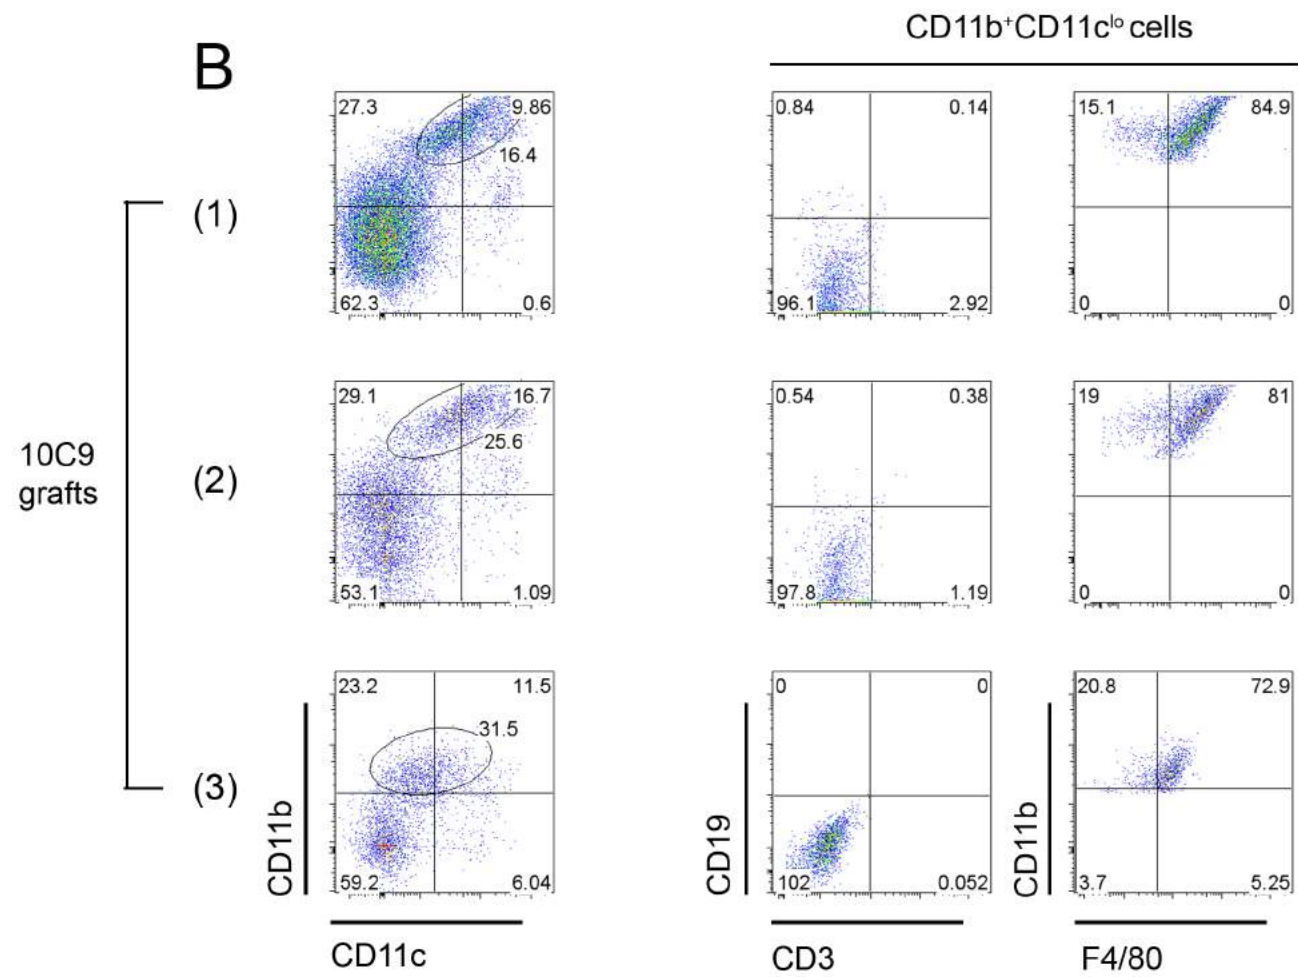 B
CD11b⁺CD11cˡᵒ cells
10C9
grafts
(1)
27.3 9.86
16.4
62.3 0.6
0.84 0.14
96.1 2.92
15.1 84.9
0 0
(2)
29.1 16.7
25.6
53.1 1.09
0.54 0.38
97.8 1.19
19 81
0 0
(3)
23.2 11.5
31.5
59.2 6.04
0 0
102 0.052
20.8 72.9
3.7 5.25
CD11b
CD11c
CD19
CD3
CD11b
F4/80